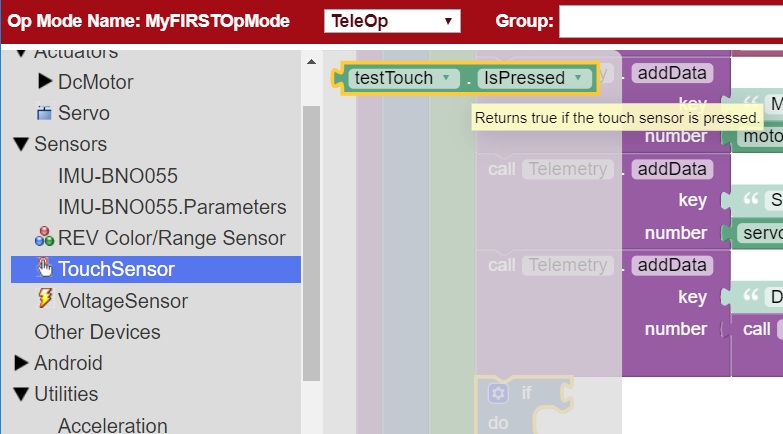 Op Mode Name: MyFIRSTOpMode TeleOp Group:
Actuators
DcMotor
Servo
Sensors
IMU-BNO055
IMU-BNO055.Parameters
REV Color/Range Sensor
TouchSensor
VoltageSensor
Other Devices
Android
Utilities
Acceleration
testTouch . IsPressed
Returns true if the touch sensor is pressed.
. addData
key “ M
number moto
call Telemetry . addData
key “ S
number servo
call Telemetry . addData
key “ D
number call
if
do